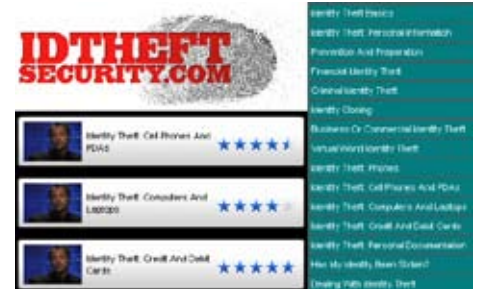 IDTHEFT
SECURITY.COM
Identity Theft: Cell Phones And
PDAs
Identity Theft: Computers And
Laptops
Identity Theft: Credit And Debit
Cards
Identity Theft Basics
Identity Theft: Personal Information
Prevention And Preparation
Financial Identity Theft
Criminal Identity Theft
Identity Cloning
Business Or Commercial Identity Theft
Virtual World Identity Theft
Identity Theft: Phones
Identity Theft: Cell Phones And PDAs
Identity Theft: Computers And Laptops
Identity Theft: Credit And Debit Cards
Identity Theft: Personal Documentation
Has My Identity Been Stolen?
Dealing With Identity Theft